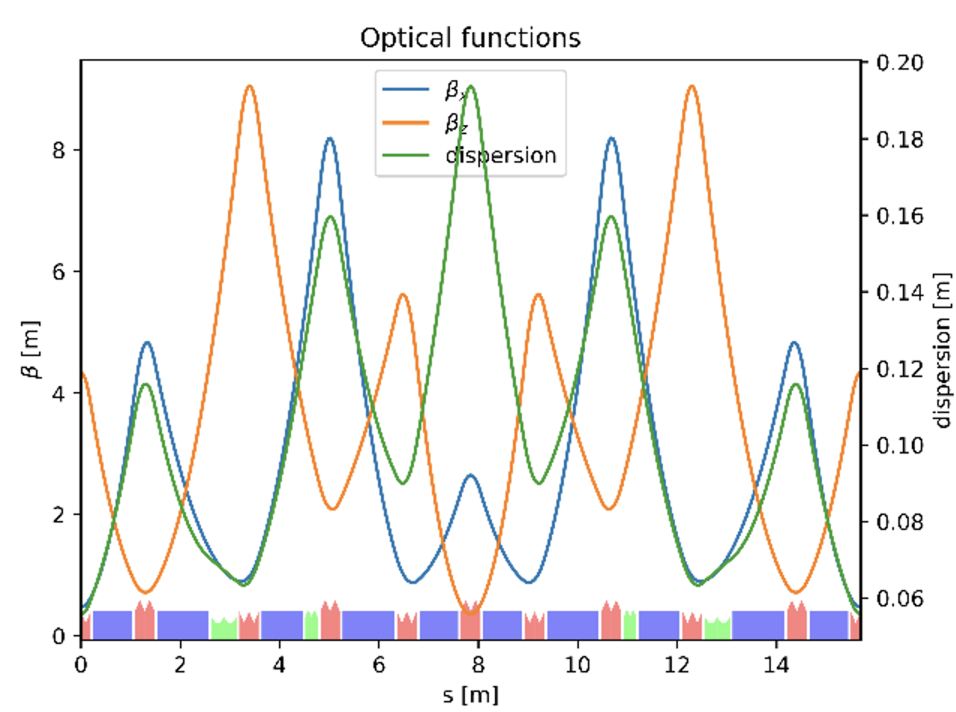 Optical functions
βx
βz
dispersion
β [m]
8
6
4
2
0
0.20
0.18
0.16
0.14
0.12
0.10
0.08
0.06
dispersion [m]
0 2 4 6 8 10 12 14
s [m]